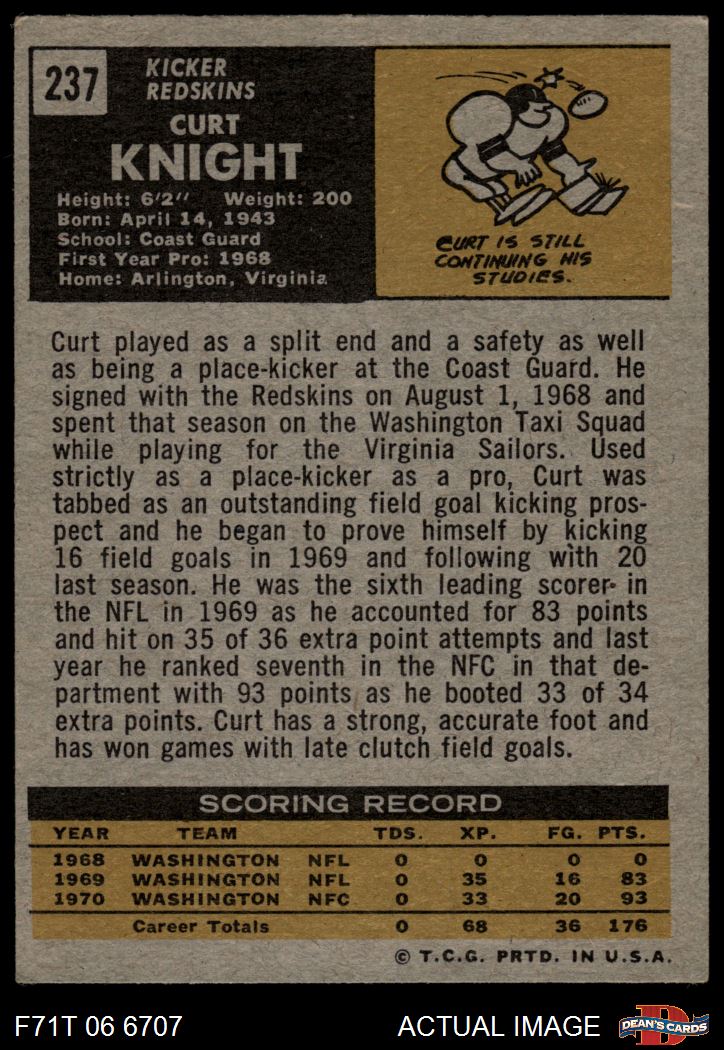 237
KICKER
REDSKINS
CURT
KNIGHT
Height: 6'2" Weight: 200
Born: April 14, 1943
School: Coast Guard
First Year Pro: 1968
Home: Arlington, Virginia
CURT IS STILL
CONTINUING HIS
STUDIES.
Curt played as a split end and a safety as well
as being a place-kicker at the Coast Guard. He
signed with the Redskins on August 1, 1968 and
spent that season on the Washington Taxi Squad
while playing for the Virginia Sailors. Used
strictly as a place-kicker as a pro, Curt was
tabbed as an outstanding field goal kicking pros-
pect and he began to prove himself by kicking
16 field goals in 1969 and following with 20
last season. He was the sixth leading scorer in
the NFL in 1969 as he accounted for 83 points
and hit on 35 of 36 extra point attempts and last
year he ranked seventh in the NFC in that de-
partment with 93 points as he booted 33 of 34
extra points. Curt has a strong, accurate foot and
has won games with late clutch field goals.
SCORING RECORD
YEAR TEAM TDS. XP. FG. PTS.
1968 WASHINGTON NFL 0 0 0 0
1969 WASHINGTON NFL 0 35 16 83
1970 WASHINGTON NFC 0 33 20 93
Career Totals 0 68 36 176
© T.C.G. PRTD. IN U.S.A.
F71T 06 6707 ACTUAL IMAGE D DEAN'S CARDS